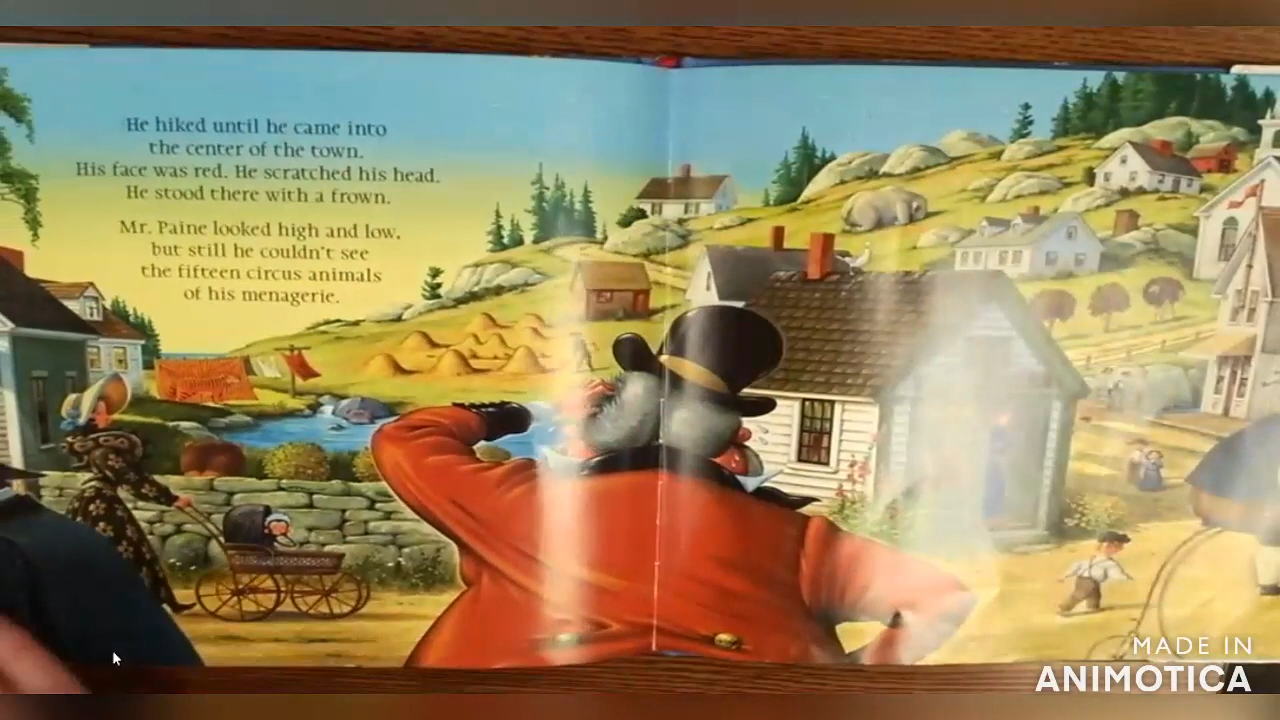 He hiked until he came into
the center of the town.
His face was red. He scratched his head.
He stood there with a frown.
Mr. Paine looked high and low,
but still he couldn't see
the fifteen circus animals
of his menagerie.
MADE IN
ANIMOTICA